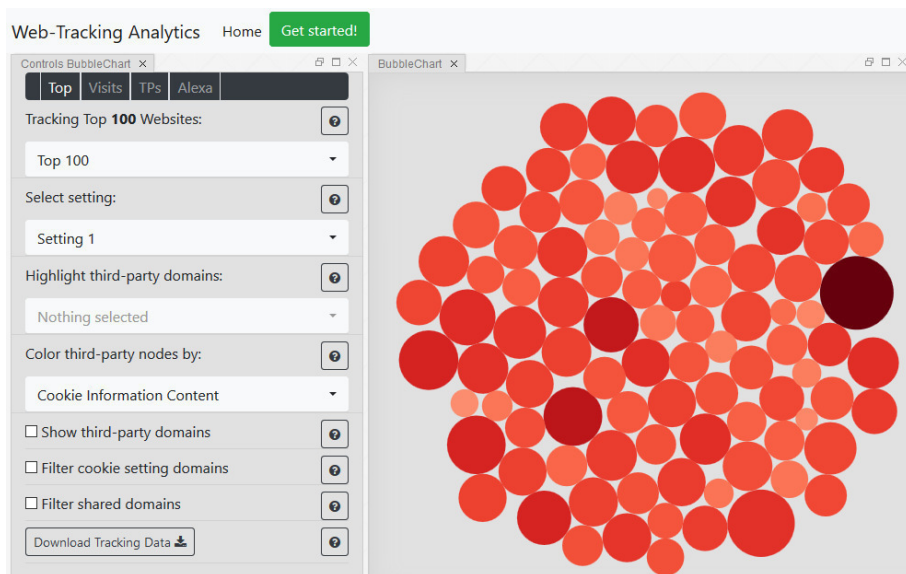 Web-Tracking Analytics Home Get started!
Controls BubbleChart
BubbleChart
Top Visits TPs Alexa
Tracking Top 100 Websites:
Top 100
Select setting:
Setting 1
Highlight third-party domains:
Nothing selected
Color third-party nodes by:
Cookie Information Content
Show third-party domains
Filter cookie setting domains
Filter shared domains
Download Tracking Data